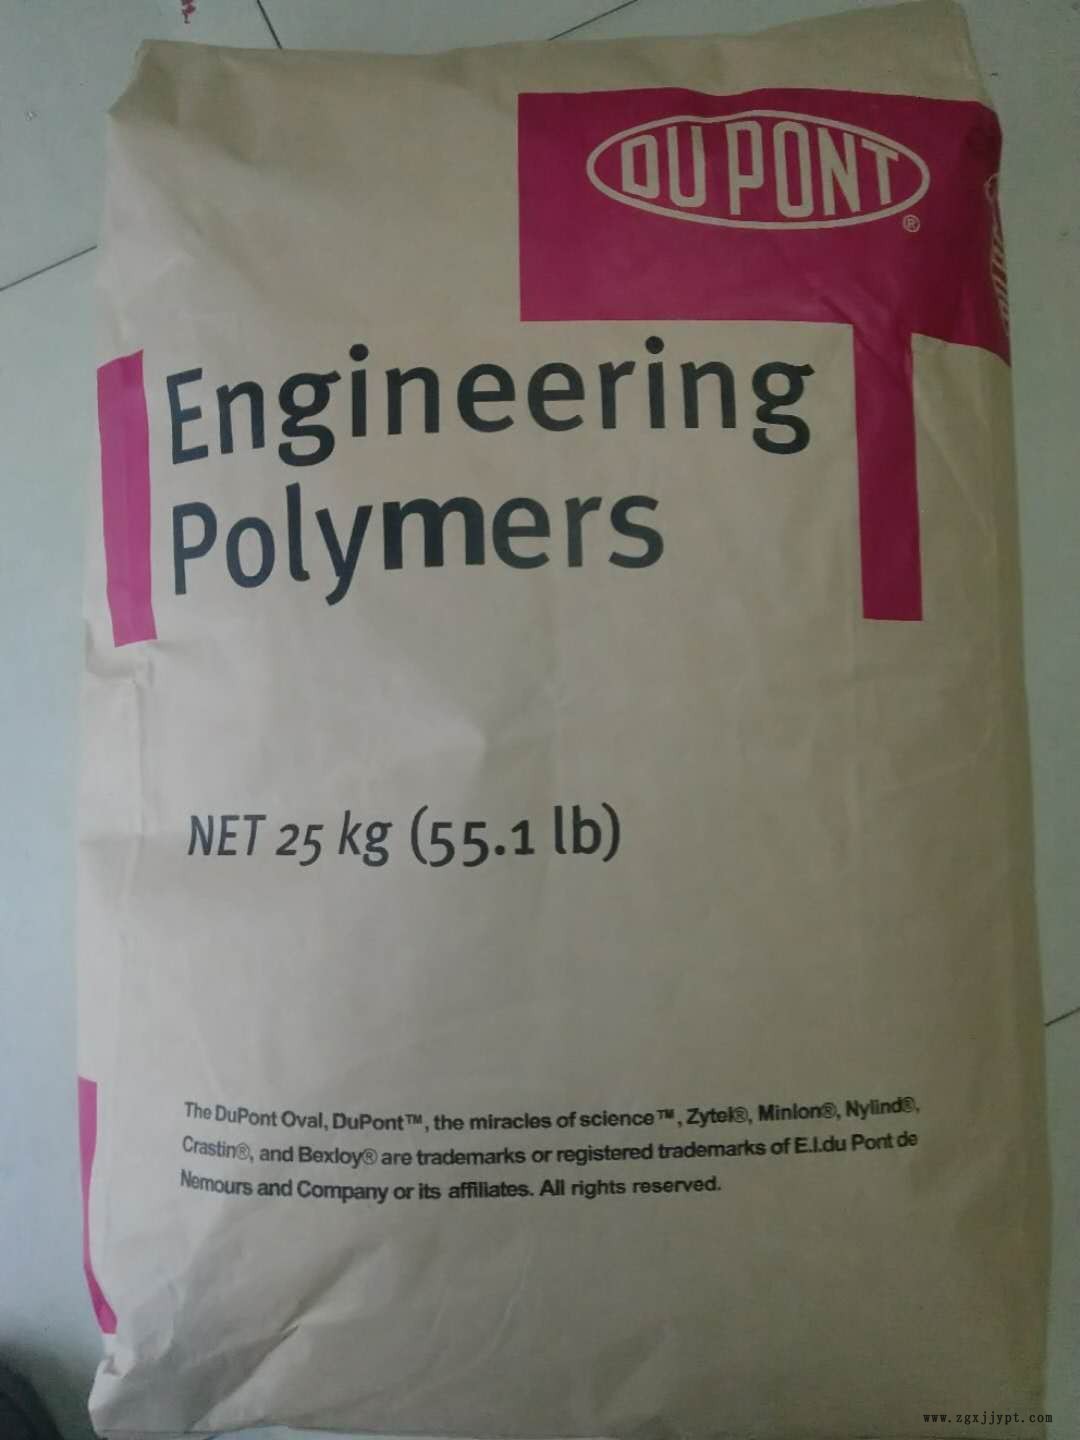 DU PONT
®
Engineering
Polymers
NET 25 kg (55.1 lb)
The DuPont Oval, DuPont™, the miracles of science™, Zytel®, Minlon®, Nylind®,
Crastin®, and Bexloy® are trademarks or registered trademarks of E.I.du Pont de
Nemours and Company or its affiliates. All rights reserved.
www.zgxjjypt.com